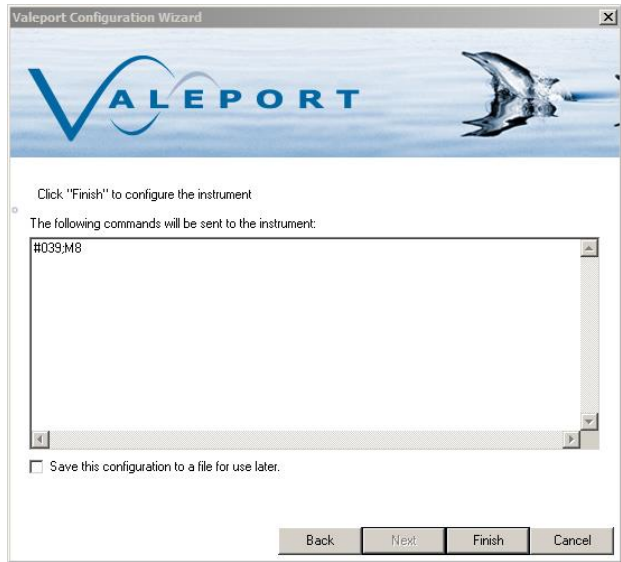 Valeport Configuration Wizard
VALEPORT
Click "Finish" to configure the instrument
The following commands will be sent to the instrument:
#039;M8
Save this configuration to a file for use later.
Back Next Finish Cancel